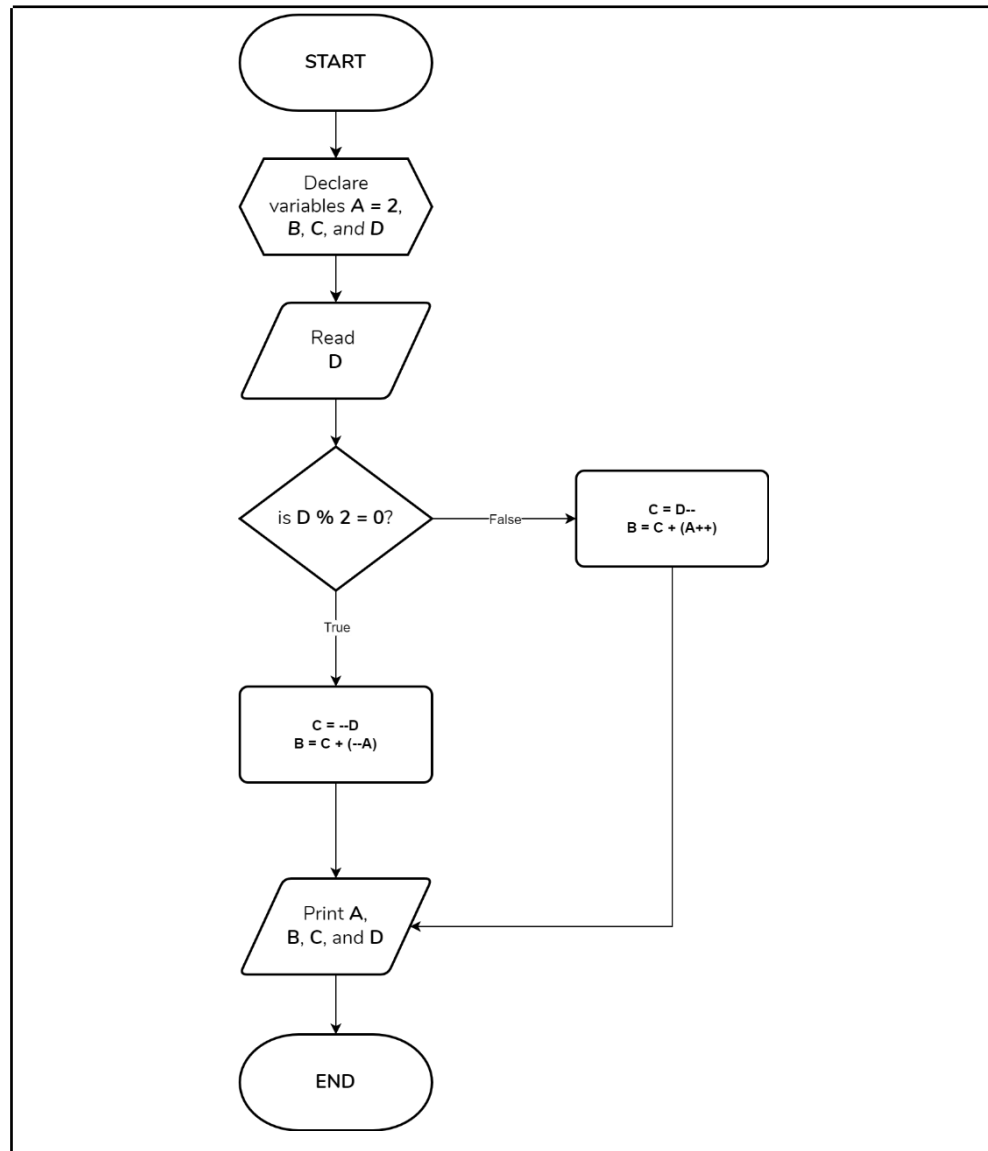 START
Declare
variables A = 2,
B, C, and D
Read
D
is D % 2 = 0?
False
C = D--
B = C + (A++)
True
C = --D
B = C + (--A)
Print A,
B, C, and D
END